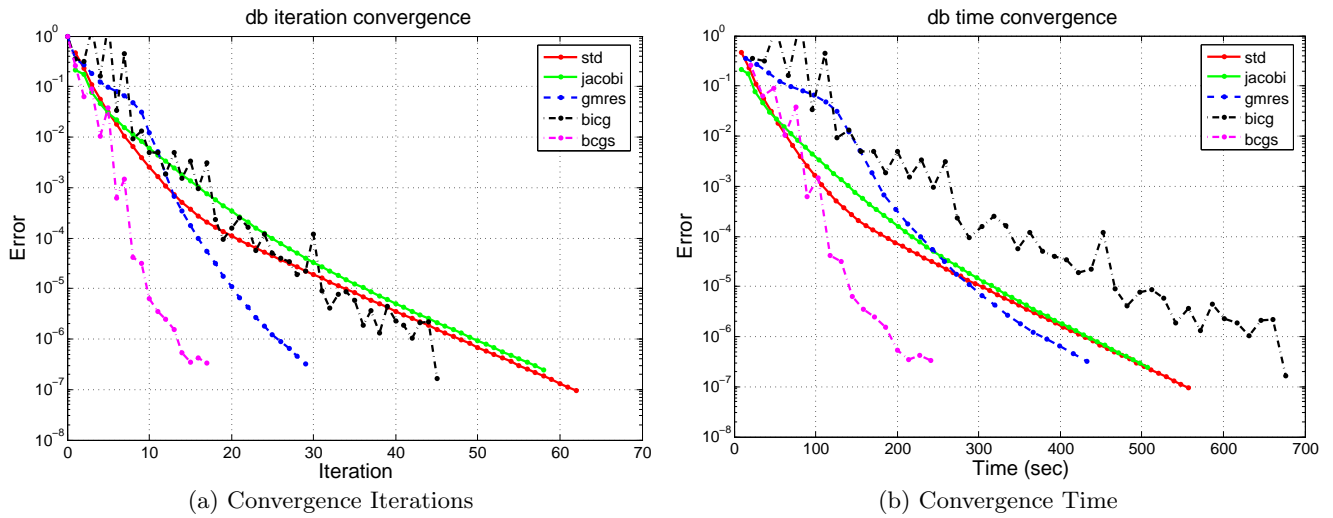 db iteration convergence
10^0
10^-1
10^-2
10^-3
10^-4
10^-5
10^-6
10^-7
10^-8
Error
std
jacobi
gmres
bicg
bcgs
0 10 20 30 40 50 60 70
Iteration
(a) Convergence Iterations
db time convergence
10^0
10^-1
10^-2
10^-3
10^-4
10^-5
10^-6
10^-7
10^-8
Error
std
jacobi
gmres
bicg
bcgs
0 100 200 300 400 500 600 700
Time (sec)
(b) Convergence Time